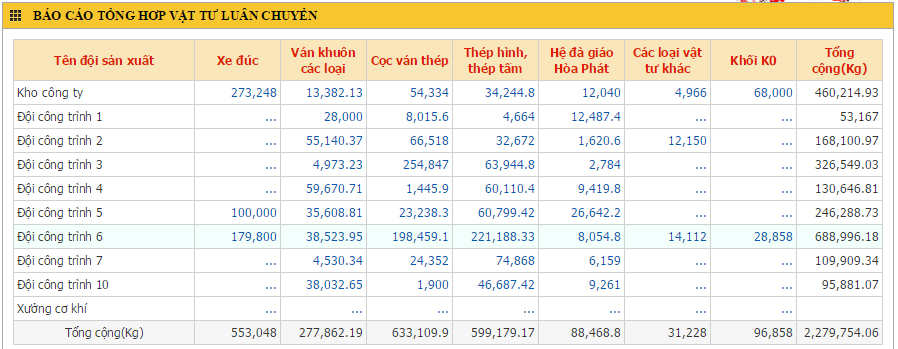 BÁO CÁO TỔNG HỢP VẬT TƯ LUÂN CHUYỂN
Tên đội sản xuất Xe đúc Ván khuôn các loại Cọc ván thép Thép hình, thép tấm Hệ đà giáo Hòa Phát Các loại vật tư khác Khối K0 Tổng cộng(Kg)
Kho công ty 273,248 13,382.13 54,334 34,244.8 12,040 4,966 68,000 460,214.93
Đội công trình 1 ... 28,000 8,015.6 4,664 12,487.4 ... ... 53,167
Đội công trình 2 ... 55,140.37 66,518 32,672 1,620.6 12,150 ... 168,100.97
Đội công trình 3 ... 4,973.23 254,847 63,944.8 2,784 ... ... 326,549.03
Đội công trình 4 ... 59,670.71 1,445.9 60,110.4 9,419.8 ... ... 130,646.81
Đội công trình 5 100,000 35,608.81 23,238.3 60,799.42 26,642.2 ... ... 246,288.73
Đội công trình 6 179,800 38,523.95 198,459.1 221,188.33 8,054.8 14,112 28,858 688,996.18
Đội công trình 7 ... 4,530.34 24,352 74,868 6,159 ... ... 109,909.34
Đội công trình 10 ... 38,032.65 1,900 46,687.42 9,261 ... ... 95,881.07
Xưởng cơ khí ... ... ... ... ... ... ... ...
Tổng cộng(Kg) 553,048 277,862.19 633,109.9 599,179.17 88,468.8 31,228 96,858 2,279,754.06